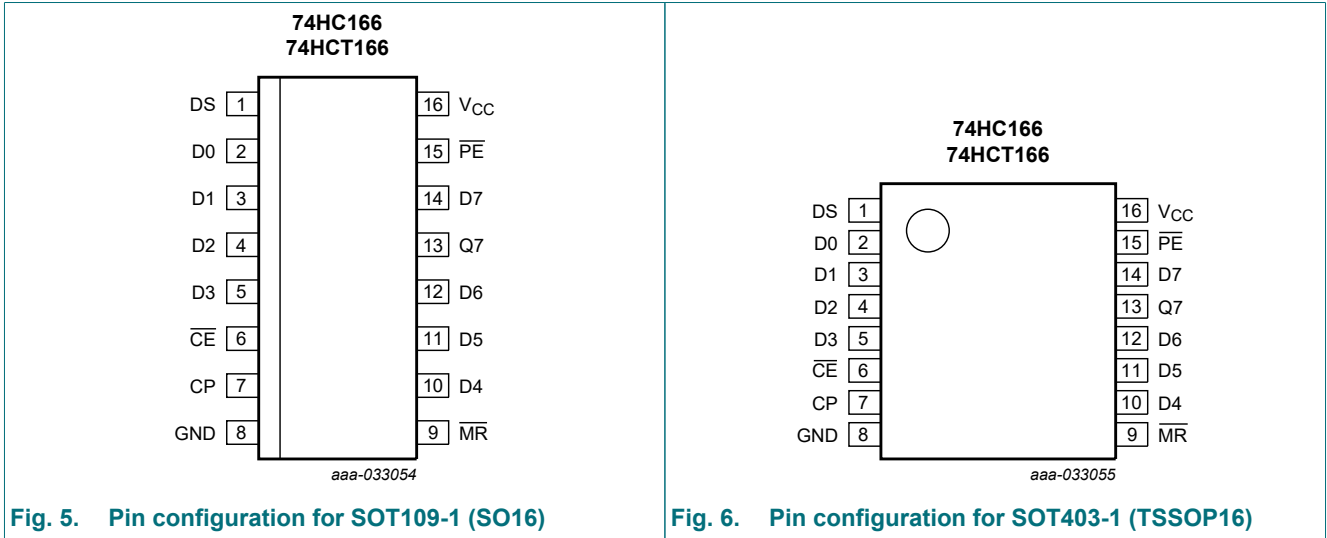 74HC166
74HCT166
DS 1
D0 2
D1 3
D2 4
D3 5
CE 6
CP 7
GND 8
16 VCC
15 PE
14 D7
13 Q7
12 D6
11 D5
10 D4
9 MR
aaa-033054
Fig. 5. Pin configuration for SOT109-1 (SO16)
74HC166
74HCT166
DS 1
D0 2
D1 3
D2 4
D3 5
CE 6
CP 7
GND 8
16 VCC
15 PE
14 D7
13 Q7
12 D6
11 D5
10 D4
9 MR
aaa-033055
Fig. 6. Pin configuration for SOT403-1 (TSSOP16)